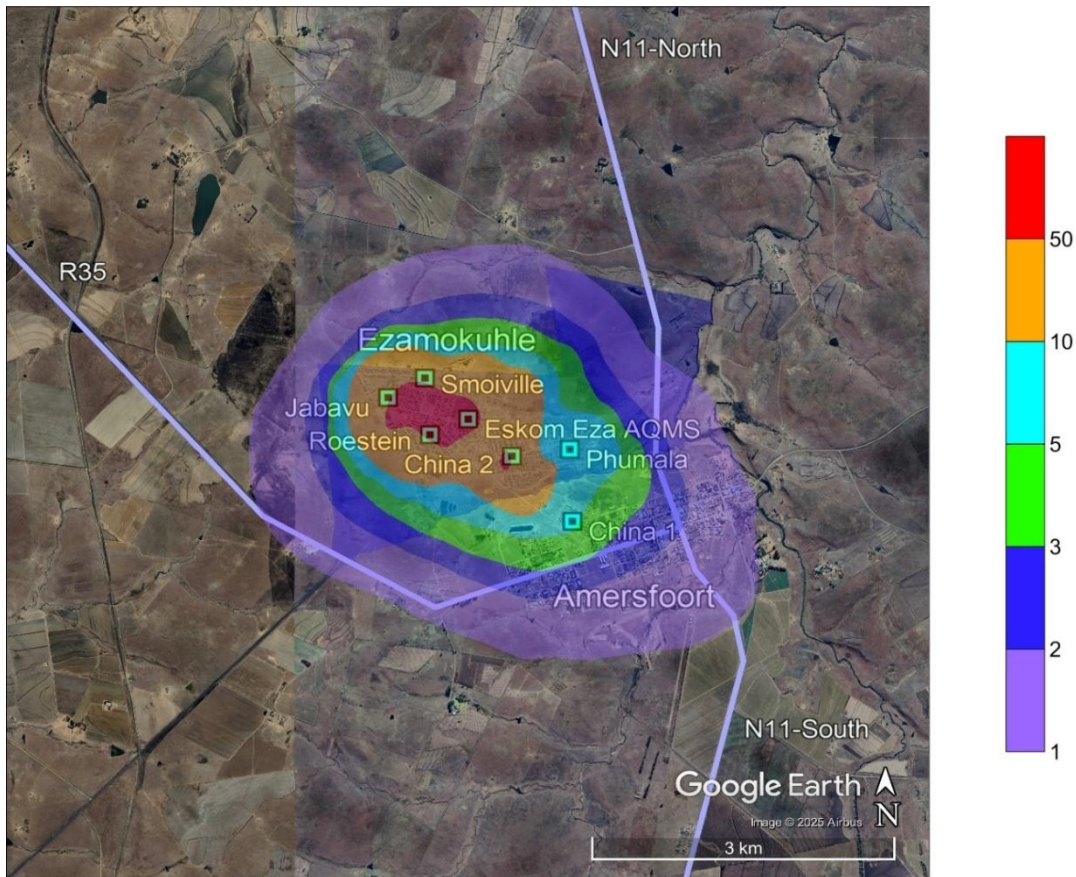 N11-North
R35
Ezamokuhle
Smoiville
Jabavu
Eskom Eza AQMS
Roestein
China 2
Phumala
China 1
Amersfoort
N11-South
Google Earth
Image © 2025 Airbus
N
3 km
50
10
5
3
2
1